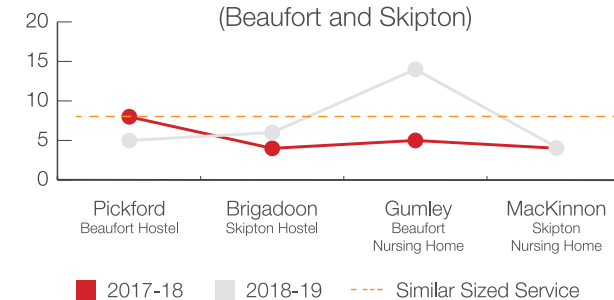 (Beaufort and Skipton)
20
15
10
5
0
Pickford
Beaufort Hostel
Brigadoon
Skipton Hostel
Gumley
Beaufort
Nursing Home
MacKinnon
Skipton
Nursing Home
2017-18
2018-19
Similar Sized Service